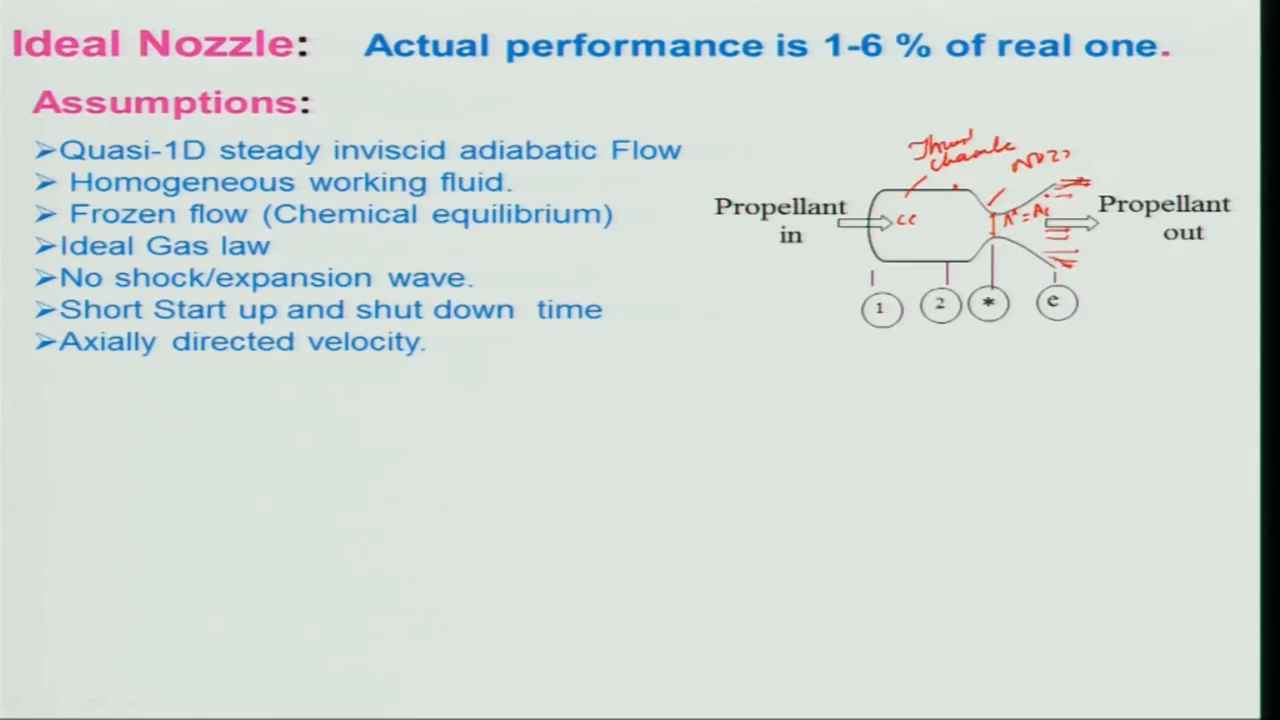 Ideal Nozzle: Actual performance is 1-6 % of real one.
Assumptions:
➢Quasi-1D steady inviscid adiabatic Flow
➢ Homogeneous working fluid.
➢ Frozen flow (Chemical equilibrium)
➢Ideal Gas law
➢No shock/expansion wave.
➢Short Start up and shut down time
➢Axially directed velocity.
Propellant
in
cc
Propellant
out
1
2
*
e